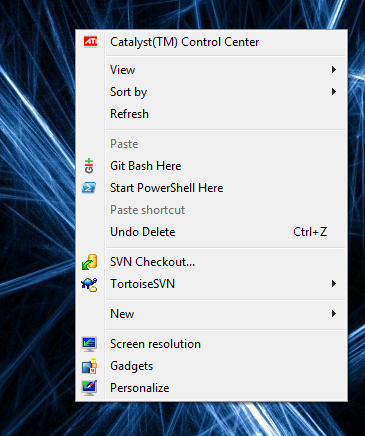 ATI Catalyst(TM) Control Center
View
Sort by
Refresh
Paste
git Git Bash Here
Start PowerShell Here
Paste shortcut
Undo Delete Ctrl+Z
SVN Checkout...
TortoiseSVN
New
Screen resolution
Gadgets
Personalize